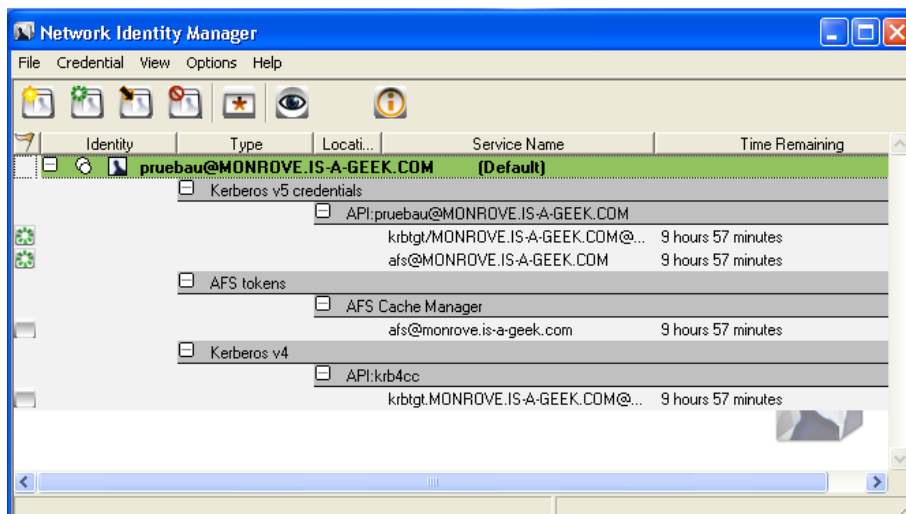 Network Identity Manager
File Credential View Options Help
Identity Type Locati... Service Name Time Remaining
pruebau@MONROVE.IS-A-GEEK.COM (Default)
Kerberos v5 credentials
API:pruebau@MONROVE.IS-A-GEEK.COM
krbtgt/MONROVE.IS-A-GEEK.COM@... 9 hours 57 minutes
afs@MONROVE.IS-A-GEEK.COM 9 hours 57 minutes
AFS tokens
AFS Cache Manager
afs@monrove.is-a-geek.com 9 hours 57 minutes
Kerberos v4
API:krb4cc
krbtgt.MONROVE.IS-A-GEEK.COM@... 9 hours 57 minutes